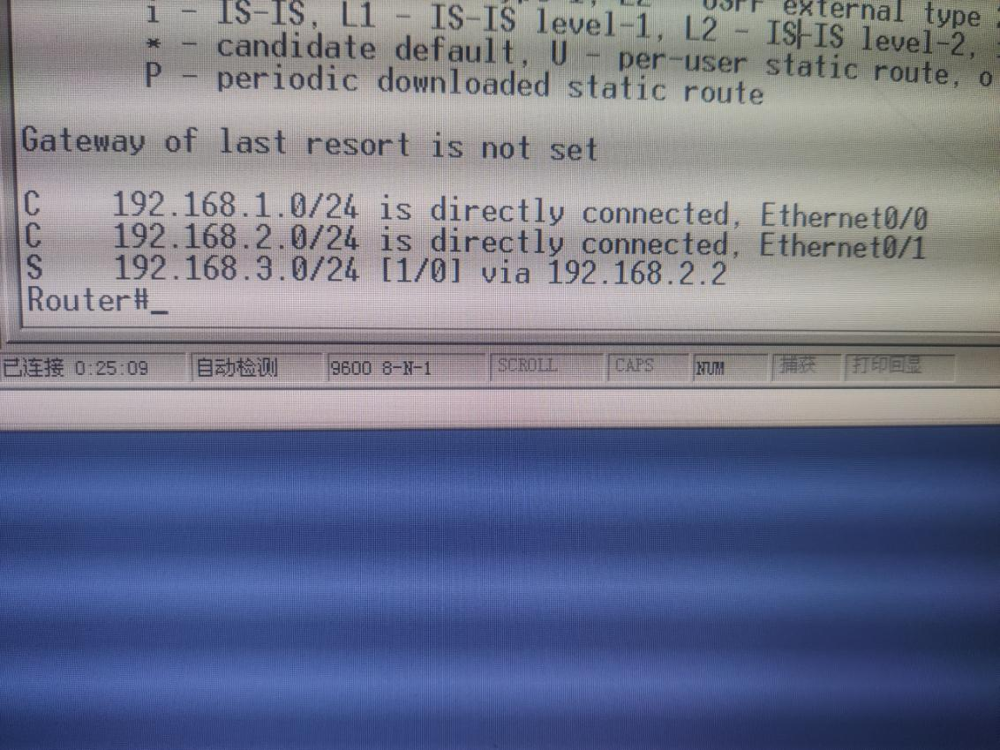 external type
i - IS-IS, L1 - IS-IS level-1, L2 - IS-IS level-2,
* - candidate default, U - per-user static route, o
P - periodic downloaded static route
Gateway of last resort is not set
C 192.168.1.0/24 is directly connected, Ethernet0/0
C 192.168.2.0/24 is directly connected, Ethernet0/1
S 192.168.3.0/24 [1/0] via 192.168.2.2
Router#_
已连接 0:25:09 自动检测 9600 8-N-1 SCROLL CAPS NUM 捕获 打印回显